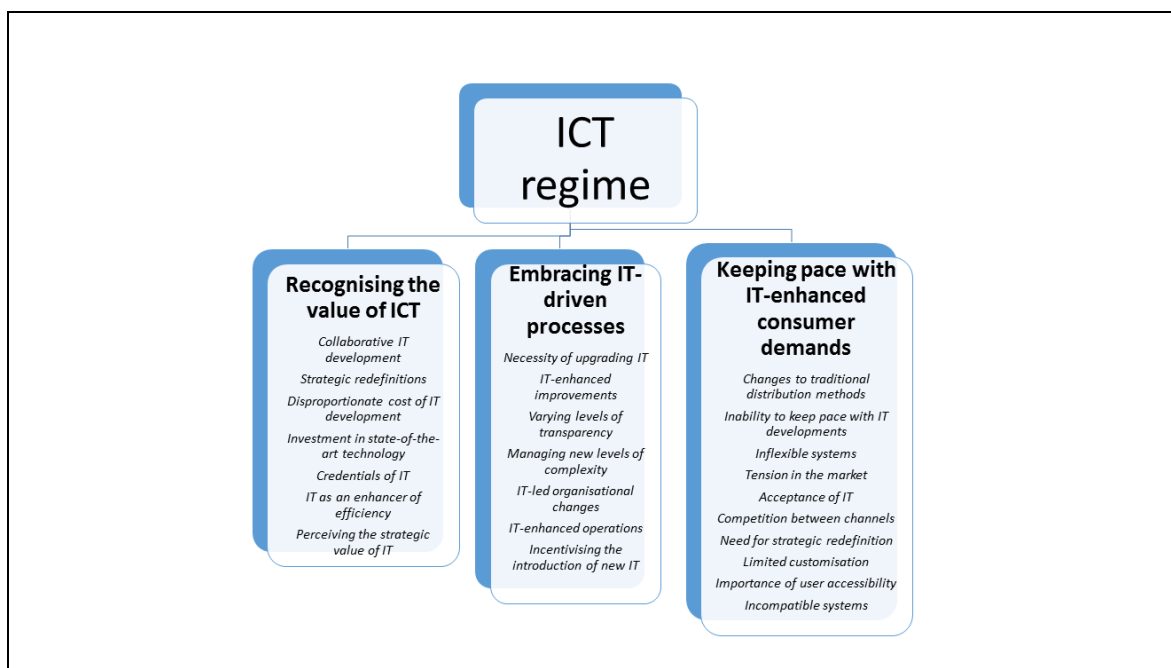 ICT
regime
Recognising the
value of ICT
Collaborative IT
development
Strategic redefinitions
Disproportionate cost of IT
development
Investment in state-of-the-
art technology
Credentials of IT
IT as an enhancer of
efficiency
Perceiving the strategic
value of IT
Embracing IT-
driven
processes
Necessity of upgrading IT
IT-enhanced
improvements
Varying levels of
transparency
Managing new levels of
complexity
IT-led organisational
changes
IT-enhanced operations
Incentivising the
introduction of new IT
Keeping pace with
IT-enhanced
consumer
demands
Changes to traditional
distribution methods
Inability to keep pace with IT
developments
Inflexible systems
Tension in the market
Acceptance of IT
Competition between channels
Need for strategic redefinition
Limited customisation
Importance of user accessibility
Incompatible systems